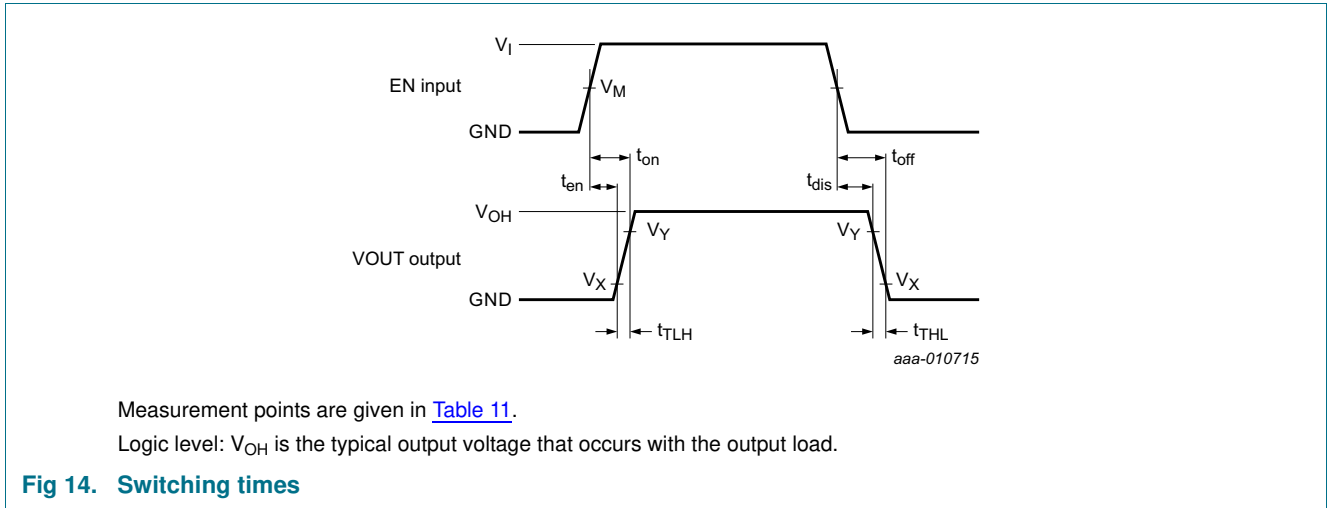 V_I
EN input
V_M
GND
t_on
t_off
t_en
t_dis
V_OH
V_Y
V_Y
VOUT output
V_X
V_X
GND
t_TLH
t_THL
aaa-010715
Measurement points are given in Table 11.
Logic level: V_OH is the typical output voltage that occurs with the output load.
Fig 14. Switching times